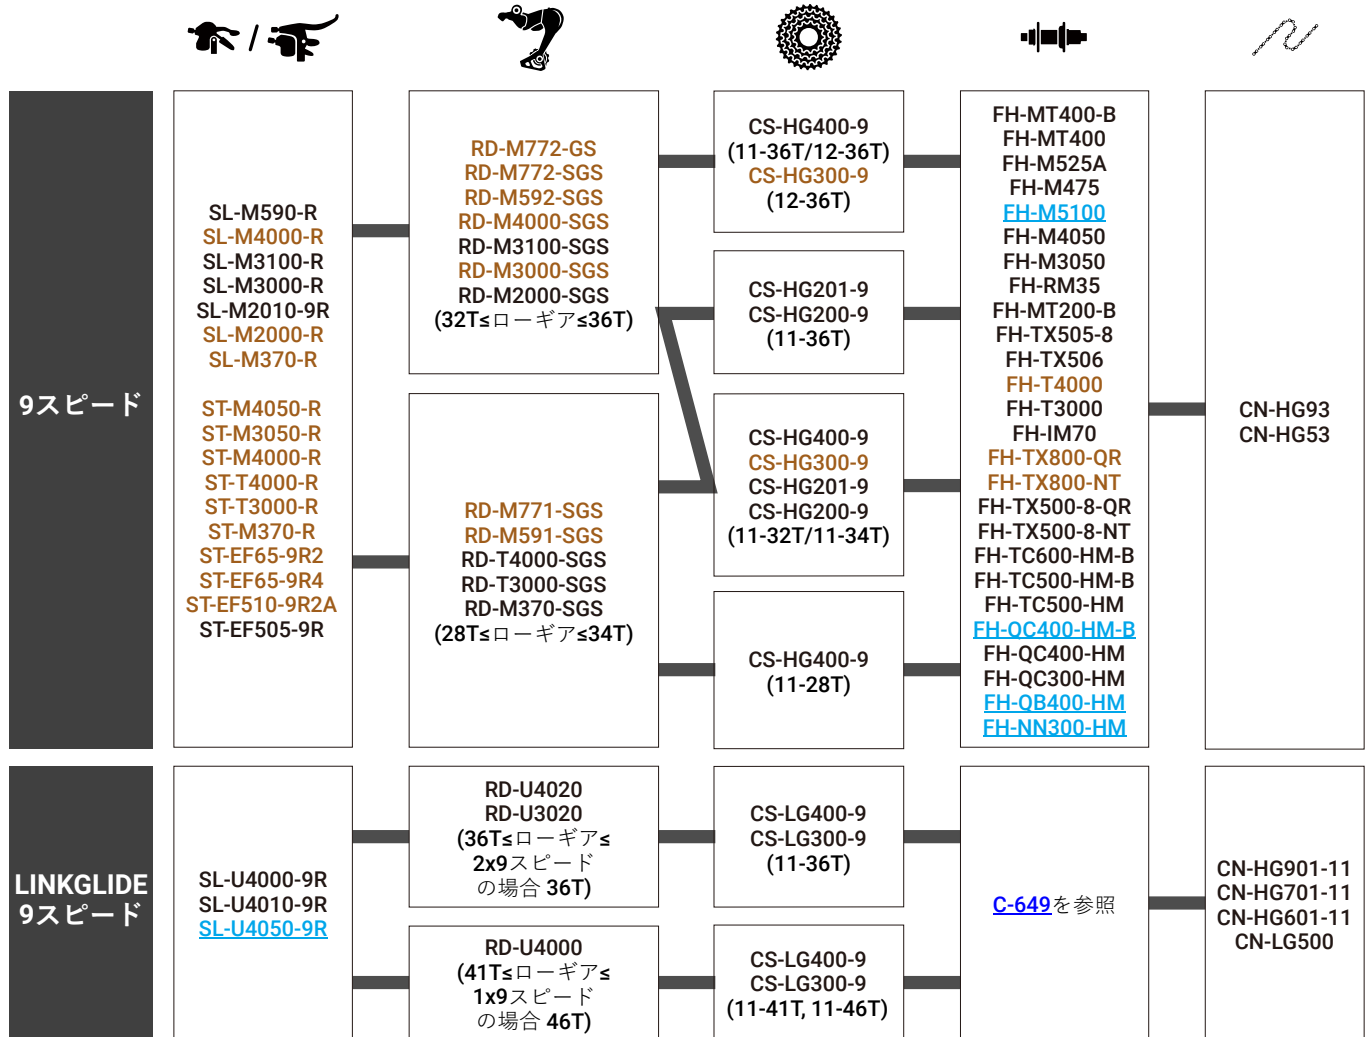 9スピード
SL-M590-R
SL-M4000-R
SL-M3100-R
SL-M3000-R
SL-M2010-9R
SL-M2000-R
SL-M370-R
ST-M4050-R
ST-M3050-R
ST-M4000-R
ST-T4000-R
ST-T3000-R
ST-M370-R
ST-EF65-9R2
ST-EF65-9R4
ST-EF510-9R2A
ST-EF505-9R
RD-M772-GS
RD-M772-SGS
RD-M592-SGS
RD-M4000-SGS
RD-M3100-SGS
RD-M3000-SGS
RD-M2000-SGS
(32T≤ローギア≤36T)
RD-M771-SGS
RD-M591-SGS
RD-T4000-SGS
RD-T3000-SGS
RD-M370-SGS
(28T≤ローギア≤34T)
CS-HG400-9
(11-36T/12-36T)
CS-HG300-9
(12-36T)
CS-HG201-9
CS-HG200-9
(11-36T)
CS-HG400-9
CS-HG300-9
CS-HG201-9
CS-HG200-9
(11-32T/11-34T)
CS-HG400-9
(11-28T)
FH-MT400-B
FH-MT400
FH-M525A
FH-M475
FH-M5100
FH-M4050
FH-M3050
FH-RM35
FH-MT200-B
FH-TX505-8
FH-TX506
FH-T4000
FH-T3000
FH-IM70
FH-TX800-QR
FH-TX800-NT
FH-TX500-8-QR
FH-TX500-8-NT
FH-TC600-HM-B
FH-TC500-HM-B
FH-TC500-HM
FH-QC400-HM-B
FH-QC400-HM
FH-QC300-HM
FH-QB400-HM
FH-NN300-HM
CN-HG93
CN-HG53
LINKGLIDE
9スピード
SL-U4000-9R
SL-U4010-9R
SL-U4050-9R
RD-U4020
RD-U3020
(36T≤ローギア≤
2x9スピード
の場合 36T)
RD-U4000
(41T≤ローギア≤
1x9スピード
の場合 46T)
CS-LG400-9
CS-LG300-9
(11-36T)
CS-LG400-9
CS-LG300-9
(11-41T, 11-46T)
C-649を参照
CN-HG901-11
CN-HG701-11
CN-HG601-11
CN-LG500